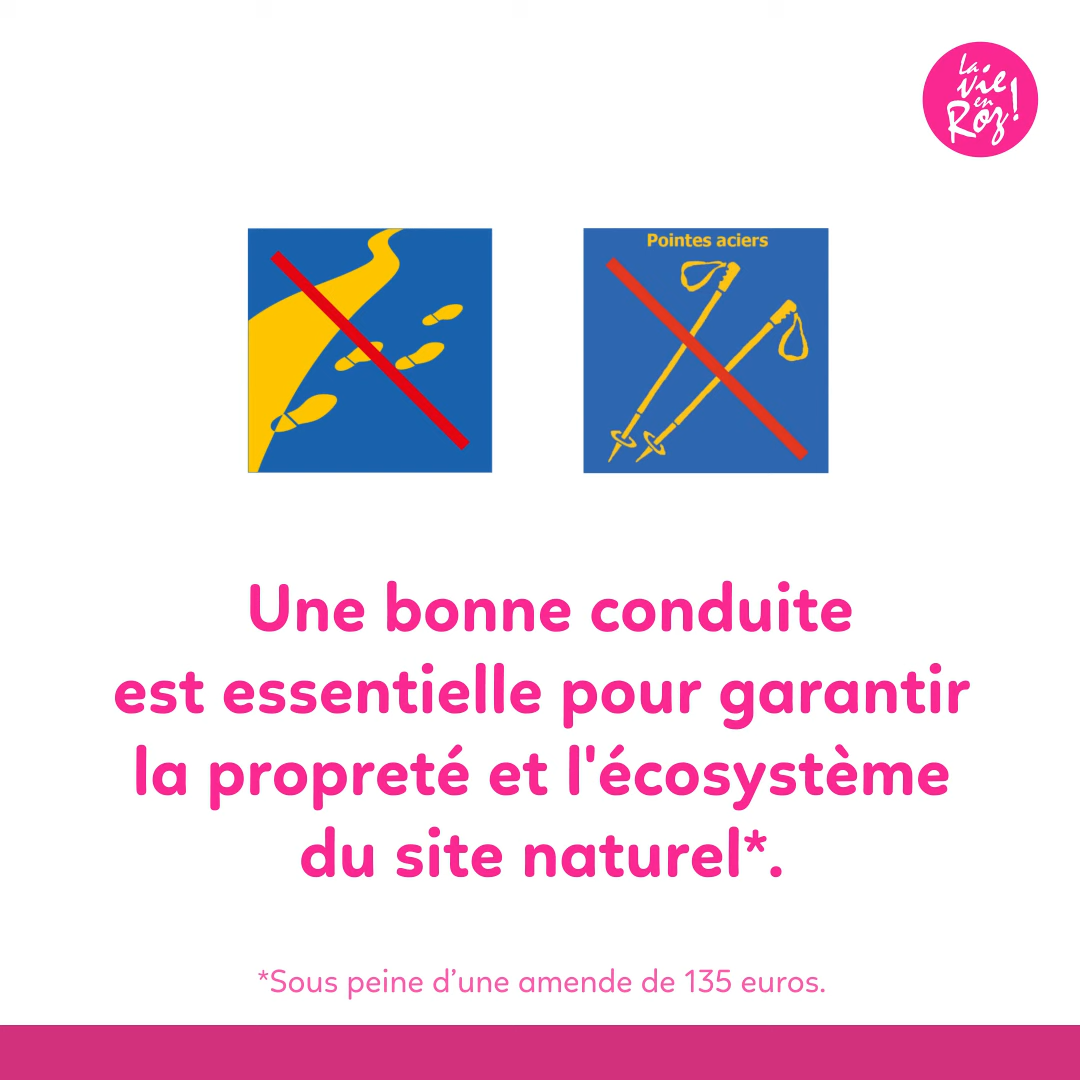 La
vie
en
Roz!
Pointes aciers
Une bonne conduite
est essentielle pour garantir
la propreté et l'écosystème
du site naturel*.
*Sous peine d’une amende de 135 euros.